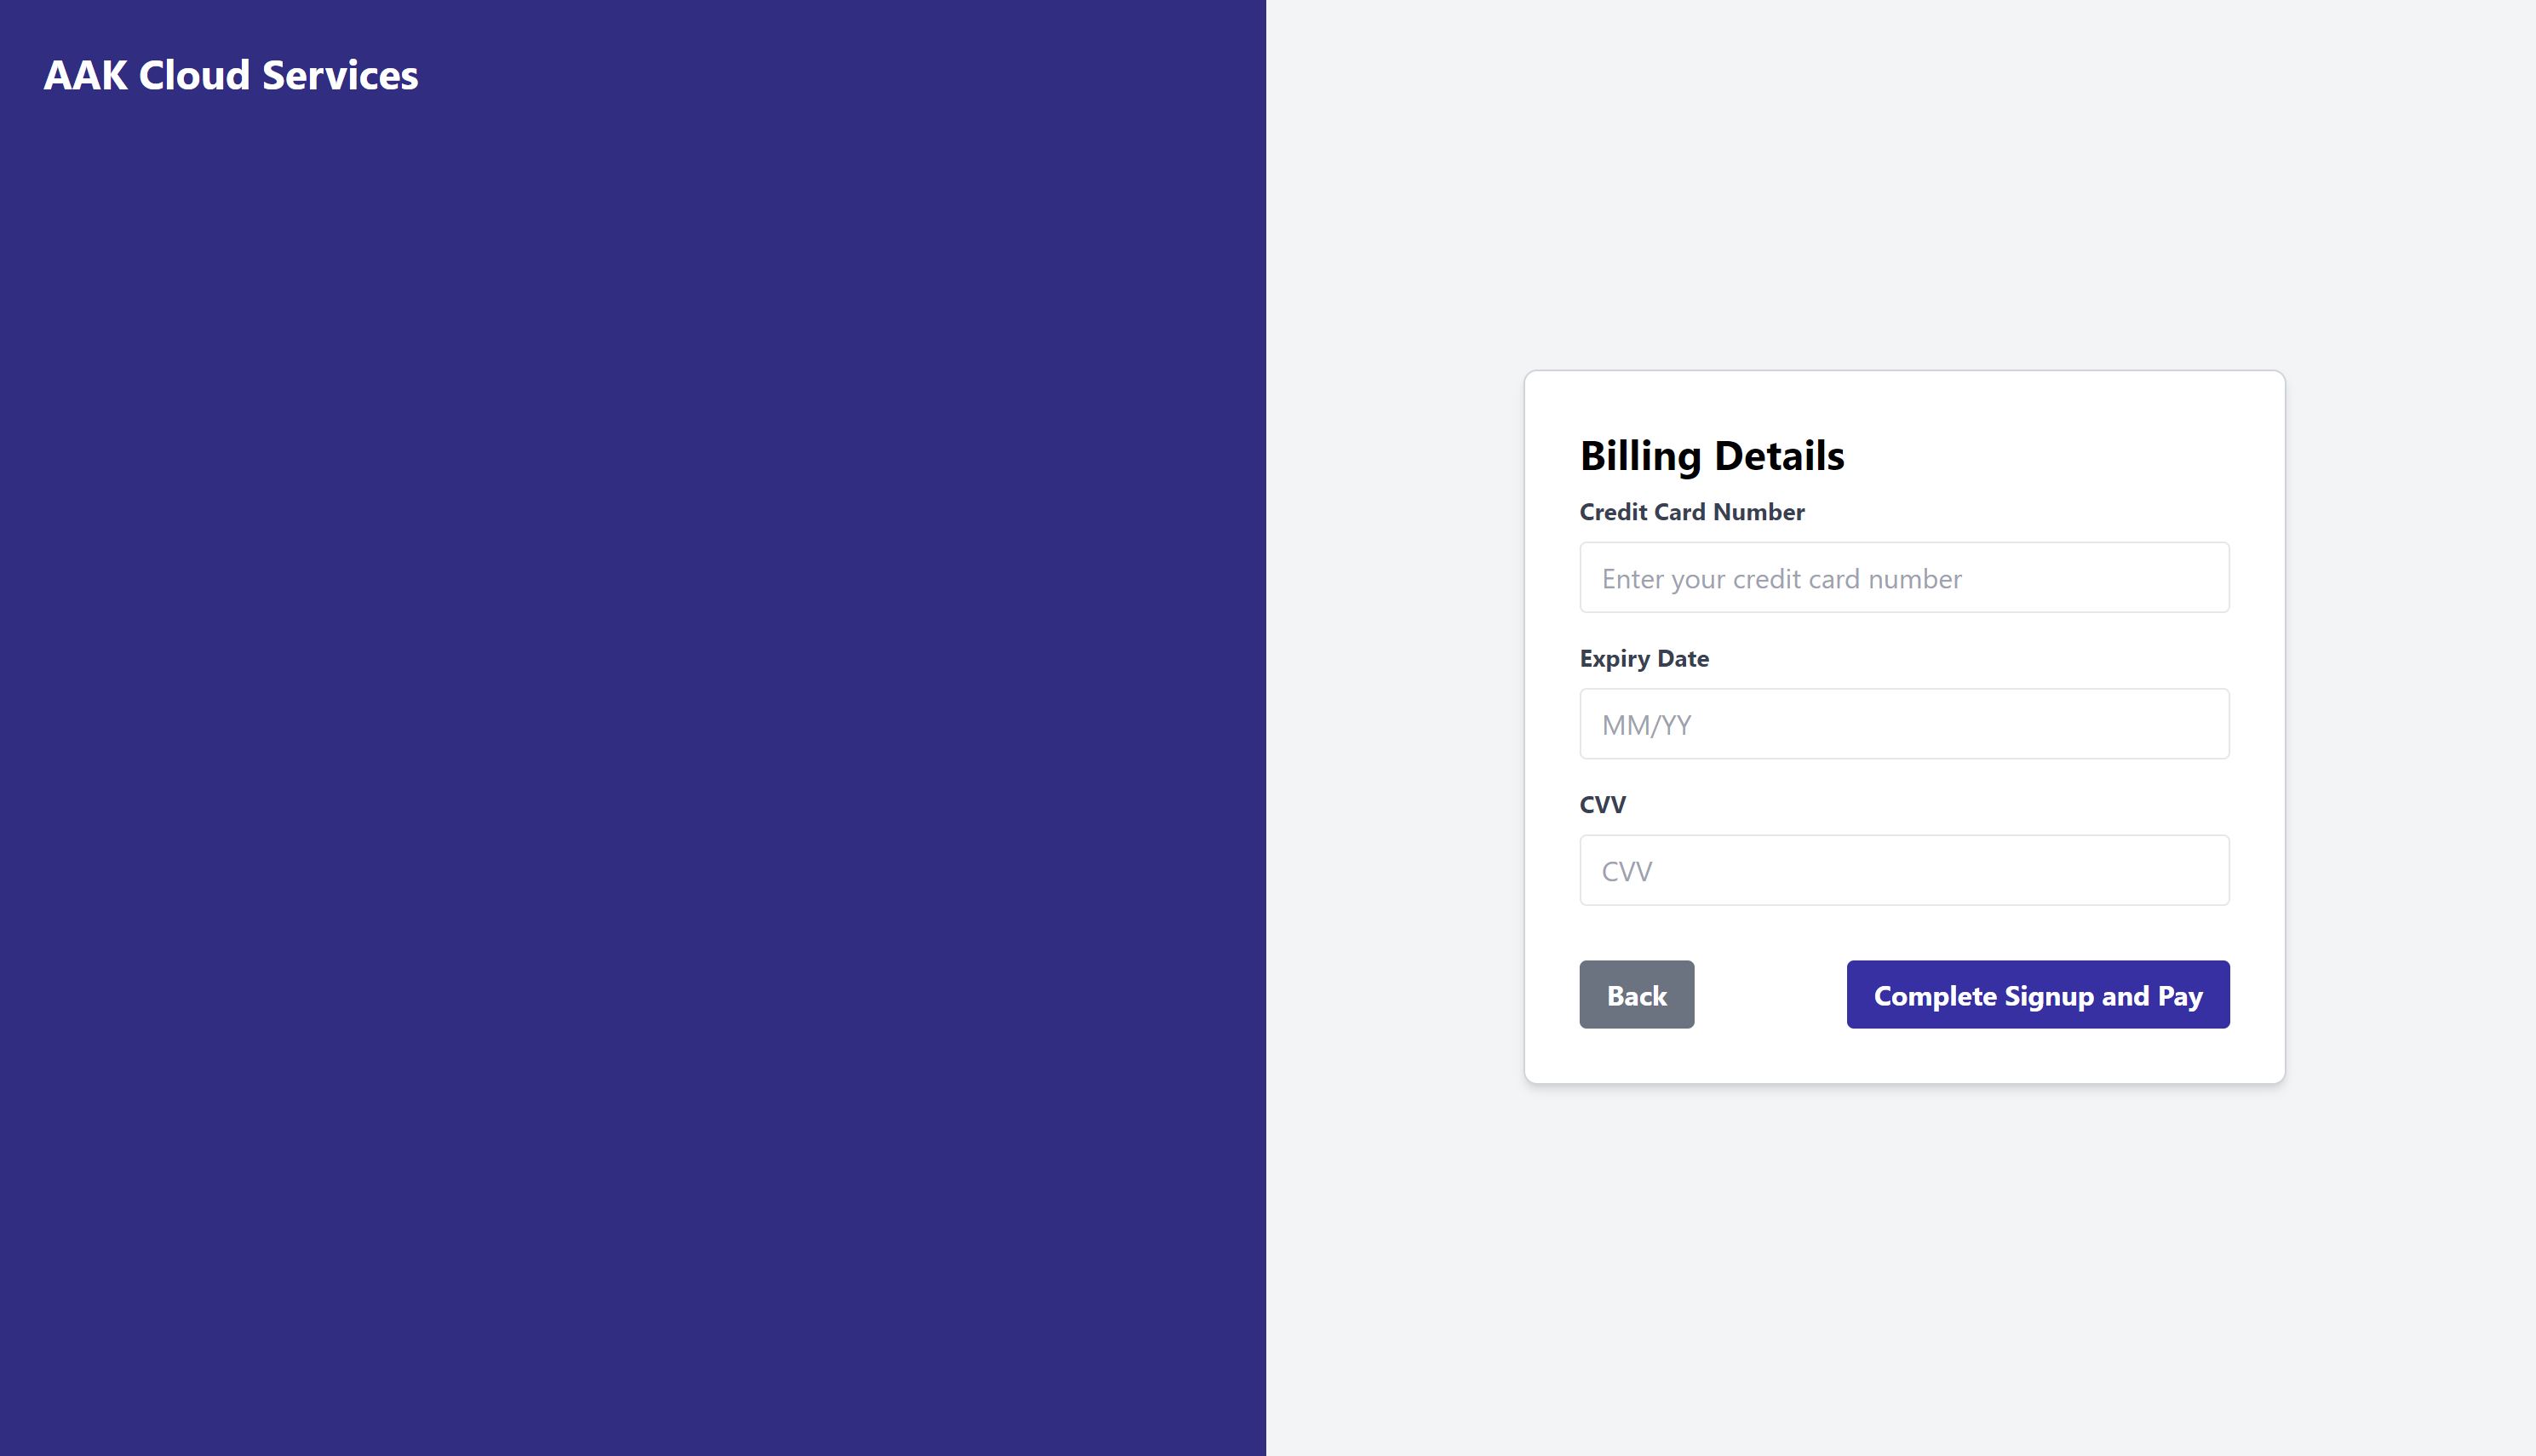 AAK Cloud Services
Billing Details
Credit Card Number
Enter your credit card number
Expiry Date
MM/YY
CVV
CVV
Back
Complete Signup and Pay